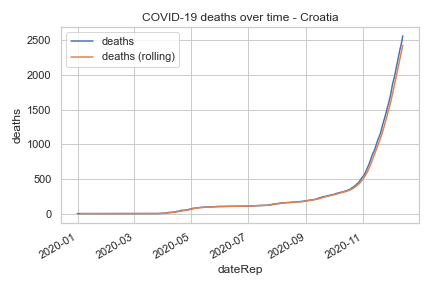 COVID-19 deaths over time - Croatia
deaths
deaths (rolling)
2500
2000
1500
1000
500
0
deaths
2020-01
2020-03
2020-05
2020-07
2020-09
2020-11
dateRep